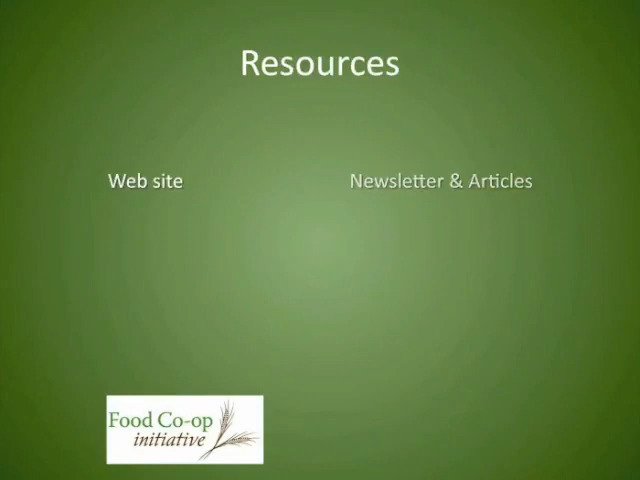 Resources
Web site
Newsletter & Articles
Food Co-op
initiative